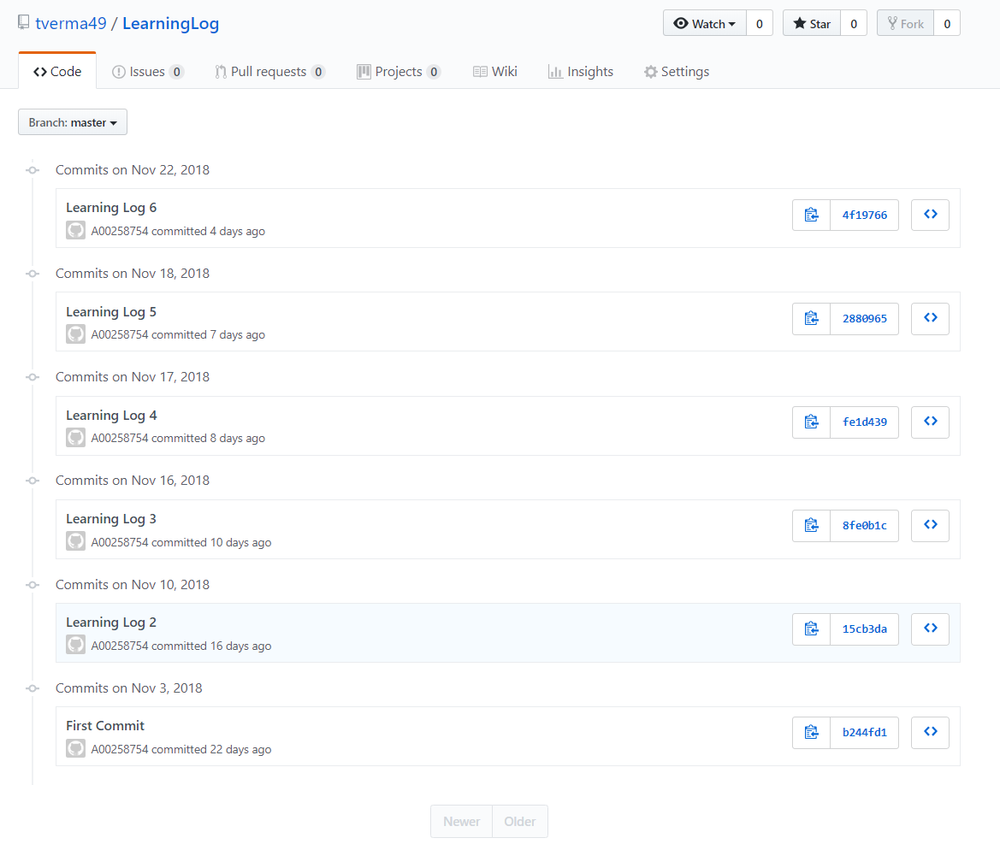 tverma49 / LearningLog Watch 0 Star 0 Fork 0
Code Issues 0 Pull requests 0 Projects 0 Wiki Insights Settings
Branch: master
Commits on Nov 22, 2018
Learning Log 6
A00258754 committed 4 days ago
4f19766
Commits on Nov 18, 2018
Learning Log 5
A00258754 committed 7 days ago
2880965
Commits on Nov 17, 2018
Learning Log 4
A00258754 committed 8 days ago
fe1d439
Commits on Nov 16, 2018
Learning Log 3
A00258754 committed 10 days ago
8fe0b1c
Commits on Nov 10, 2018
Learning Log 2
A00258754 committed 16 days ago
15cb3da
Commits on Nov 3, 2018
First Commit
A00258754 committed 22 days ago
b244fd1
Newer Older